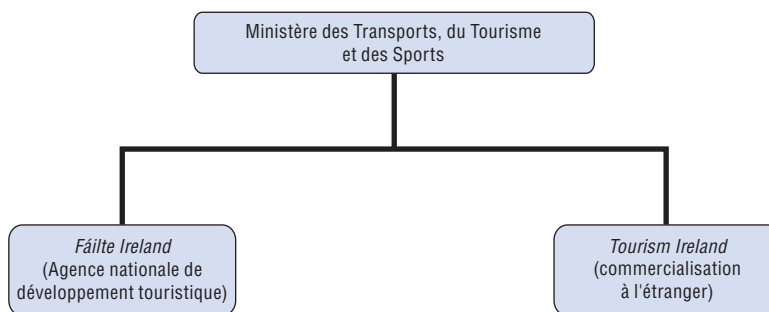 Ministère des Transports, du Tourisme
et des Sports
Fáilte Ireland
(Agence nationale de
développement touristique)
Tourism Ireland
(commercialisation
à l'étranger)